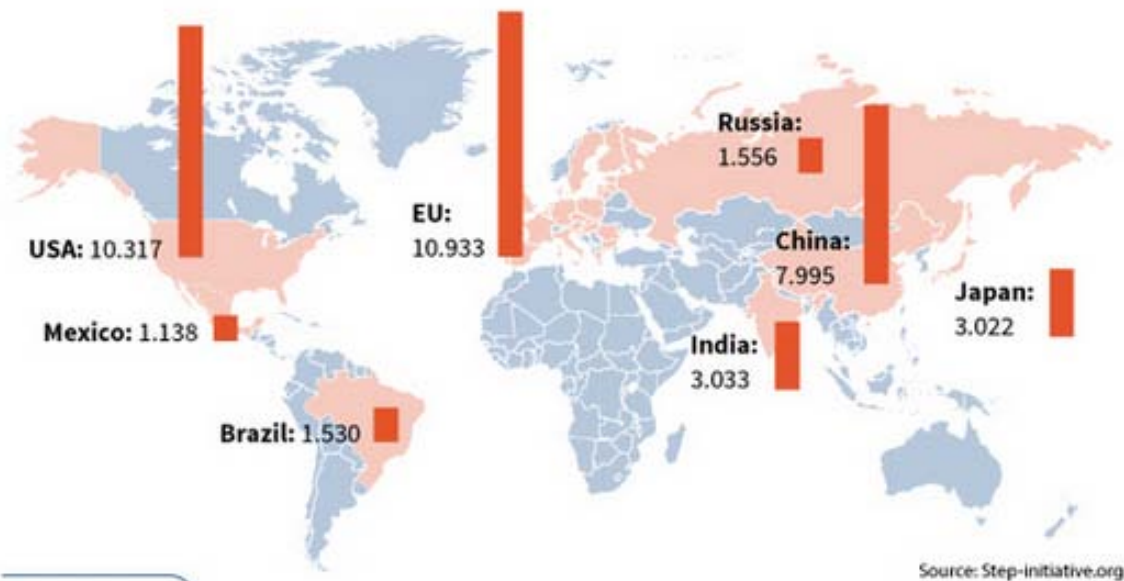 Russia:
1.556
EU:
10.933
USA: 10.317
China:
7.995
Japan:
3.022
Mexico: 1.138
India:
3.033
Brazil: 1.530
Source: Step-initiative.org